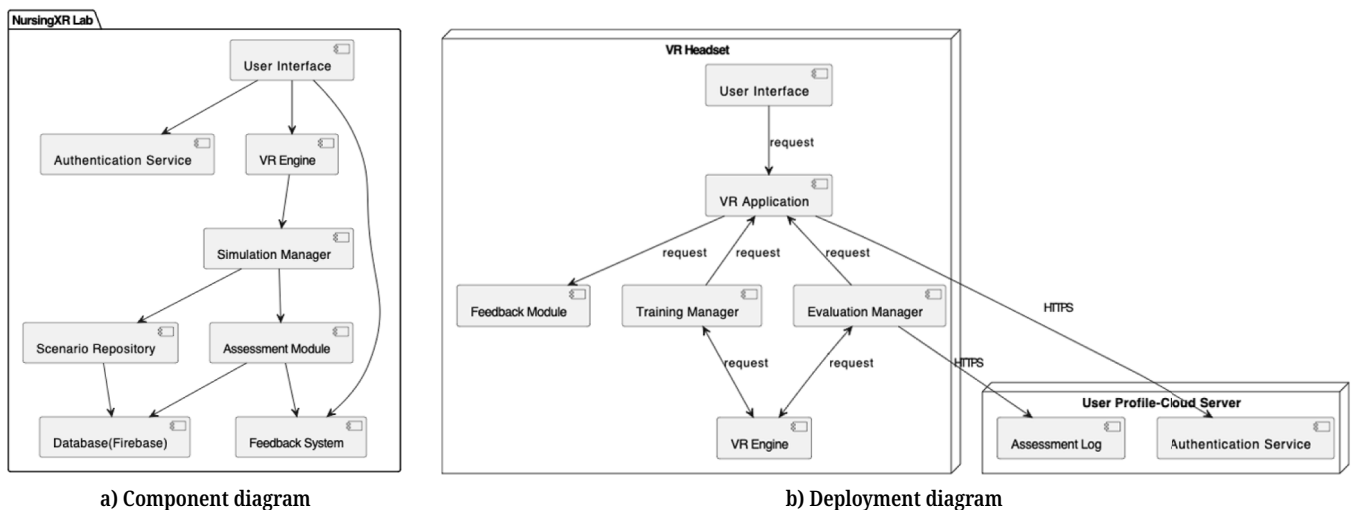 NursingXR Lab
User Interface
Authentication Service
VR Engine
Simulation Manager
Scenario Repository
Assessment Module
Database(Firebase)
Feedback System
a) Component diagram
VR Headset
User Interface
request
VR Application
request
request
request
HTTPS
Feedback Module
Training Manager
Evaluation Manager
request
request
HTTPS
VR Engine
User Profile-Cloud Server
Assessment Log
Authentication Service
b) Deployment diagram